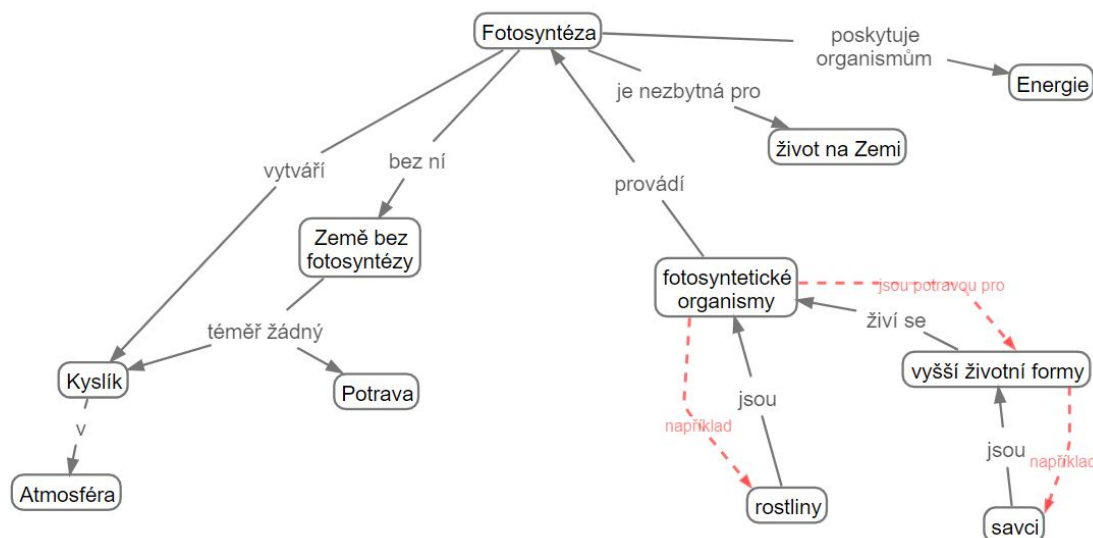 Fotosyntéza
poskytuje
organismům
Energie
je nezbytná pro
život na Zemi
vytváří
bez ní
provádí
Země bez
fotosyntézy
fotosyntetické
organismy
jsou potravou pro
živí se
téměř žádný
vyšší životní formy
Kyslík
Potrava
jsou
například
v
jsou
například
Atmosféra
rostliny
savci